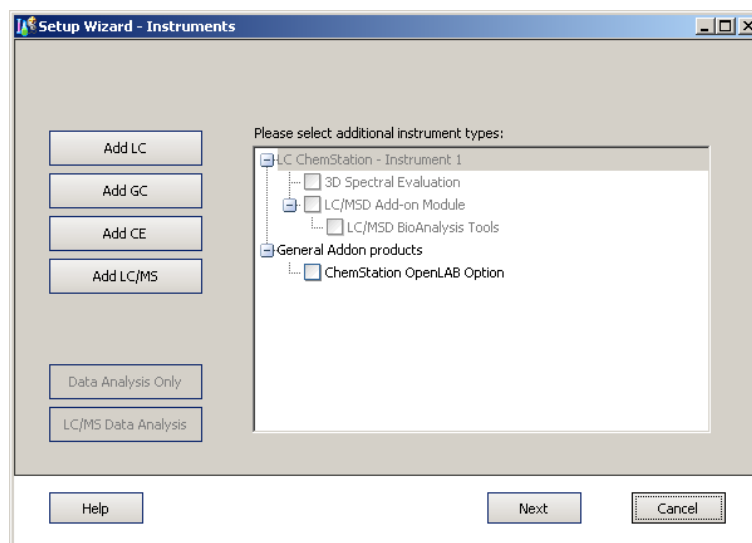 Setup Wizard - Instruments
Please select additional instrument types:
Add LC
Add GC
Add CE
Add LC/MS
Data Analysis Only
LC/MS Data Analysis
LC ChemStation - Instrument 1
3D Spectral Evaluation
LC/MSD Add-on Module
LC/MSD BioAnalysis Tools
General Addon products
ChemStation OpenLAB Option
Help
Next
Cancel